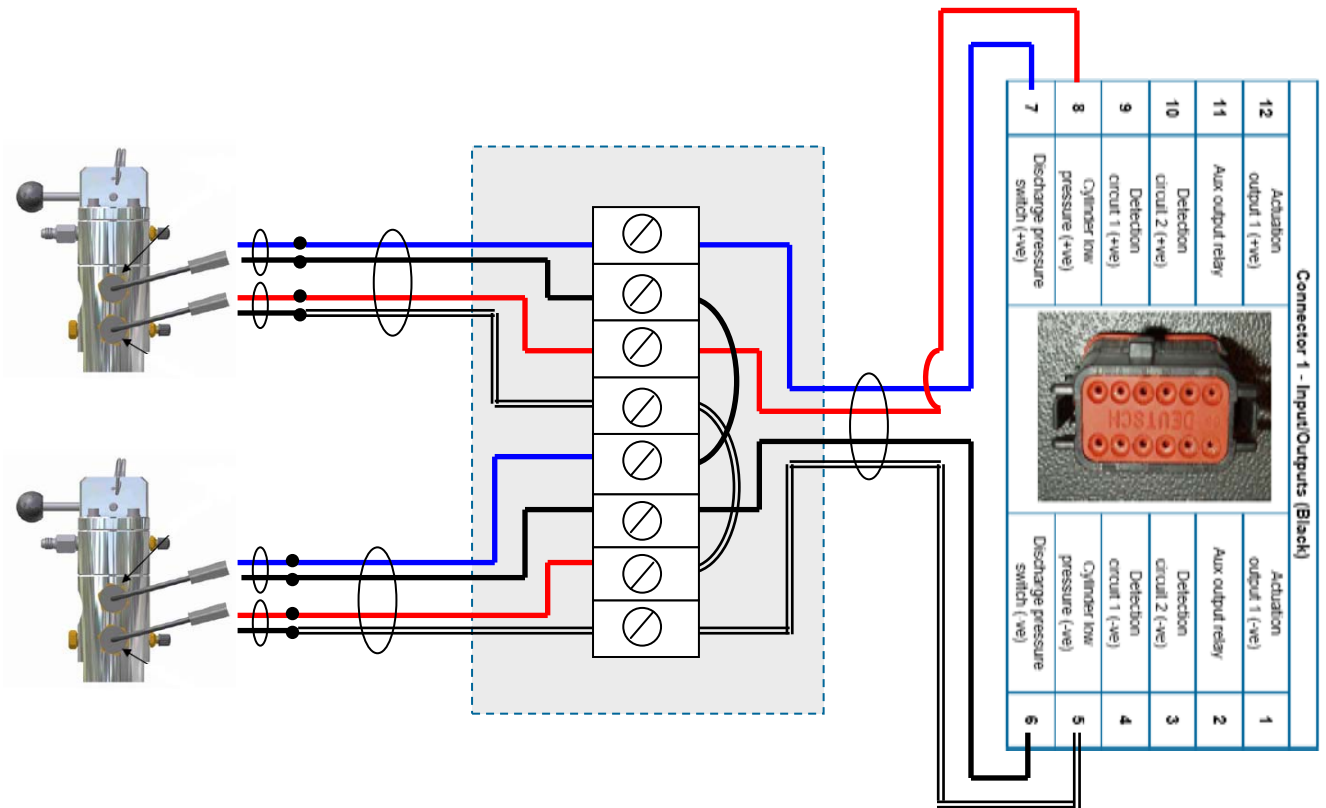 Connector 1 - Input/Outputs (Black)
12
Actuation
output 1 (+ve)
Actuation
output 1 (-ve)
1
11
Aux output relay
Aux output relay
2
10
Detection
circuit 2 (+ve)
Detection
circuit 2 (-ve)
3
9
Detection
circuit 1 (+ve)
Detection
circuit 1 (-ve)
4
8
Cylinder low
pressure (+ve)
Cylinder low
pressure (-ve)
5
7
Discharge pressure
switch (+ve)
Discharge pressure
switch (-ve)
6
DEUTSCH